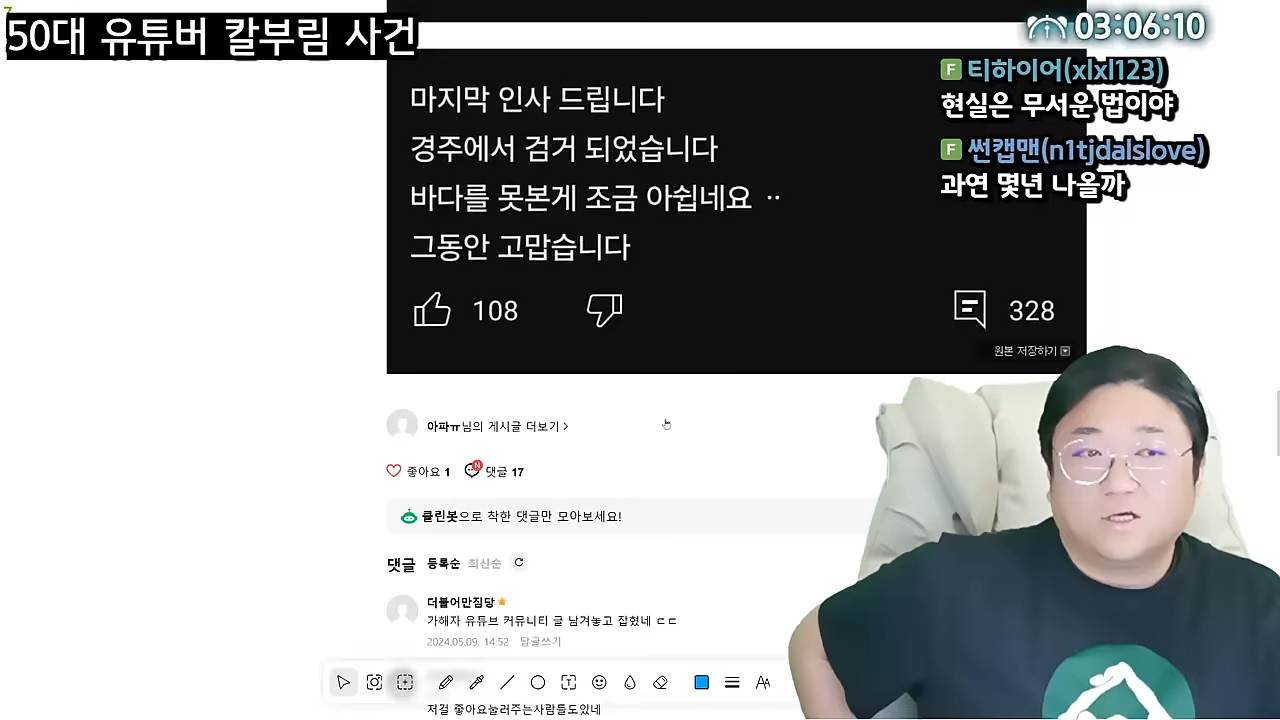 50대 유튜버 칼부림 사건
03:06:10
F 티하이어(xlxl123)
현실은 무서운 법이야
F 썬캡맨(n1tjdalslove)
과연 몇년 나올까
마지막 인사 드립니다
경주에서 검거 되었습니다
바다를 못본게 조금 아쉽네요 ··
그동안 고맙습니다
108
328
원본 저장하기
아파ㅠ님의 게시글 더보기 >
좋아요 1 N 댓글 17
클린봇으로 착한 댓글만 모아보세요!
댓글 등록순 최신순
더불어만짐당
가해자 유튜브 커뮤니티 글 남겨놓고 잡혔네 ㄷㄷ
2024.05.09. 14:52 답글쓰기
저걸 좋아요눌러주는사람들도있네